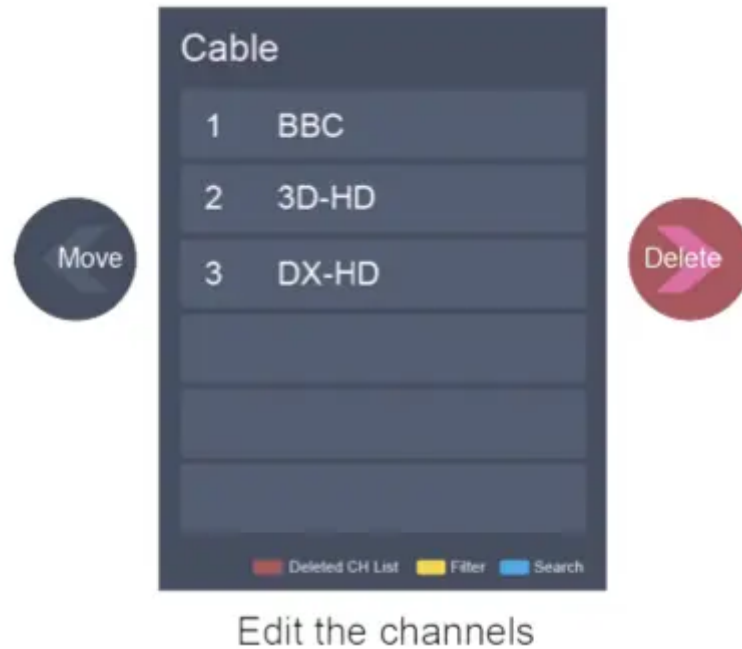 Cable
1 BBC
2 3D-HD
3 DX-HD
Move
Delete
Deleted CH List Filter Search
Edit the channels